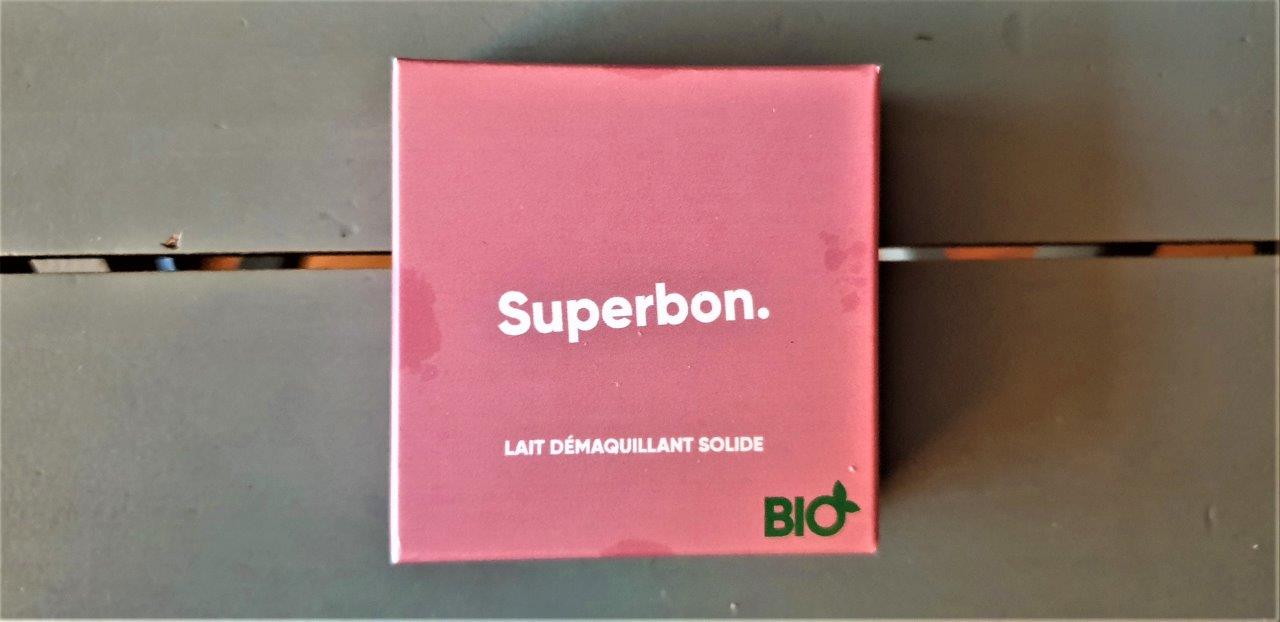 Superbon.
LAIT DÉMAQUILLANT SOLIDE
BIO